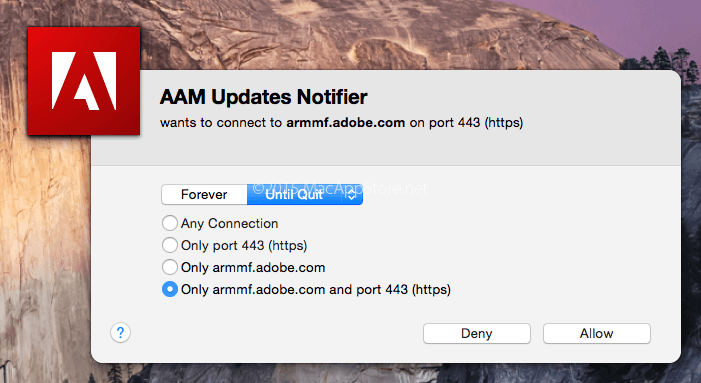 AAM Updates Notifier
wants to connect to armmf.adobe.com on port 443 (https)
Forever Until Quit
©2015 MacAppStore.net
Any Connection
Only port 443 (https)
Only armmf.adobe.com
Only armmf.adobe.com and port 443 (https)
? Deny Allow